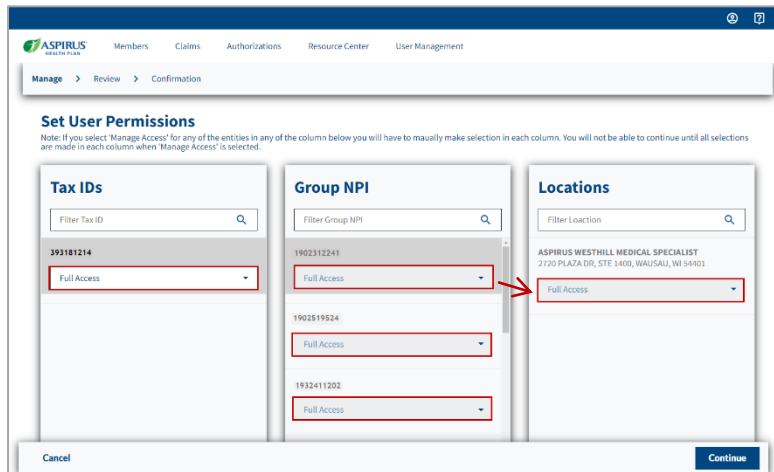 ASPIRUS
HEALTH PLAN
Members Claims Authorizations Resource Center User Management
Manage > Review > Confirmation
Set User Permissions
Note: If you select 'Manage Access' for any of the entities in any of the column below you will have to maually make selection in each column. You will not be able to continue until all selections
are made in each column when 'Manage Access' is selected.
Tax IDs
Filter Tax ID
393181214
Full Access
Group NPI
Filter Group NPI
1902312241
Full Access
1902519524
Full Access
1932411202
Full Access
Locations
Filter Loaction
ASPIRUS WESTHILL MEDICAL SPECIALIST
2720 PLAZA DR, STE 1400, WAUSAU, WI 54401
Full Access
Cancel
Continue